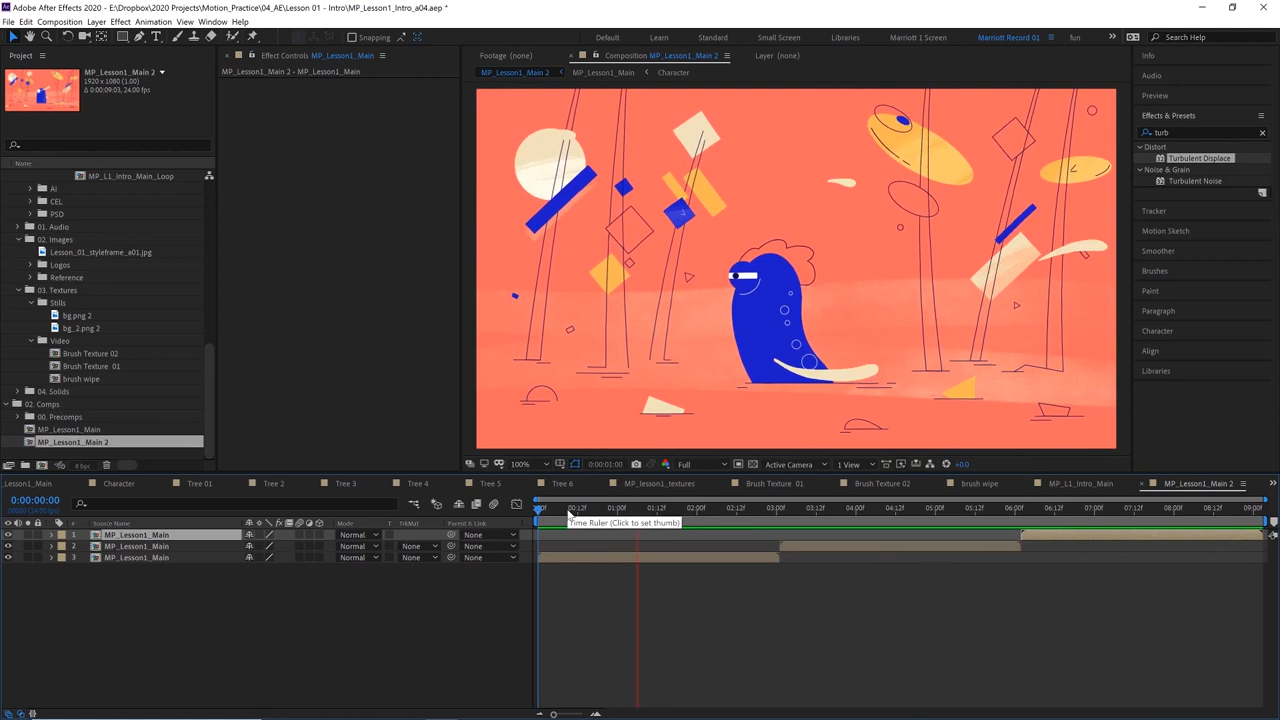 Adobe After Effects 2020 - E:\Dropbox\2020 Projects\Motion_Practice\04_AE\Lesson 01 - Intro\MP_Lesson1_Intro_a04.aep *
File Edit Composition Layer Effect Animation View Window Help
Snapping
Default Learn Standard Small Screen Libraries Marriott 1 Screen Marriott Record 01 fun
Search Help
Project
Effect Controls MP_Lesson1_Main
Footage (none)
Composition MP_Lesson1_Main 2
Layer (none)
Info
MP_Lesson1_Main 2
1920 x 1080 (1.00)
Δ 0:00:09:03, 24.00 fps
MP_Lesson1_Main 2 • MP_Lesson1_Main
MP_Lesson1_Main 2 MP_Lesson1_Main Character
Audio
Preview
Effects & Presets
turb
Distort
Turbulent Displace
Noise & Grain
Turbulent Noise
Tracker
Motion Sketch
Smoother
Brushes
Paint
Paragraph
Character
Align
Libraries
Name
MP_L1_Intro_Main_Loop
AI
CEL
PSD
01. Audio
02. Images
Lesson_01_styleframe_a01.jpg
Logos
Reference
03. Textures
Stills
bg.png 2
bg_2.png 2
Video
Brush Texture 02
Brush Texture 01
brush wipe
04. Solids
02. Comps
00. Precomps
MP_Lesson1_Main
MP_Lesson1_Main 2
8 bpc
100% 0:00:01:00 Full Active Camera 1 View +0.0
_Lesson1_Main Character Tree 01 Tree 2 Tree 3 Tree 4 Tree 5 Tree 6 MP_lesson1_textures Brush Texture 01 Brush Texture 02 brush wipe MP_L1_Intro_Main MP_Lesson1_Main 2
0:00:00:00
00000 (24.00 fps)
00:12f 01:00f 01:12f 02:00f 02:12f 03:00f 03:12f 04:00f 04:12f 05:00f 05:12f 06:00f 06:12f 07:00f 07:12f 08:00f 08:12f 09:00f
Time Ruler (Click to set thumb)
# Source Name Mode T TrkMat Parent & Link
1 MP_Lesson1_Main Normal None
2 MP_Lesson1_Main Normal None None
3 MP_Lesson1_Main Normal None None